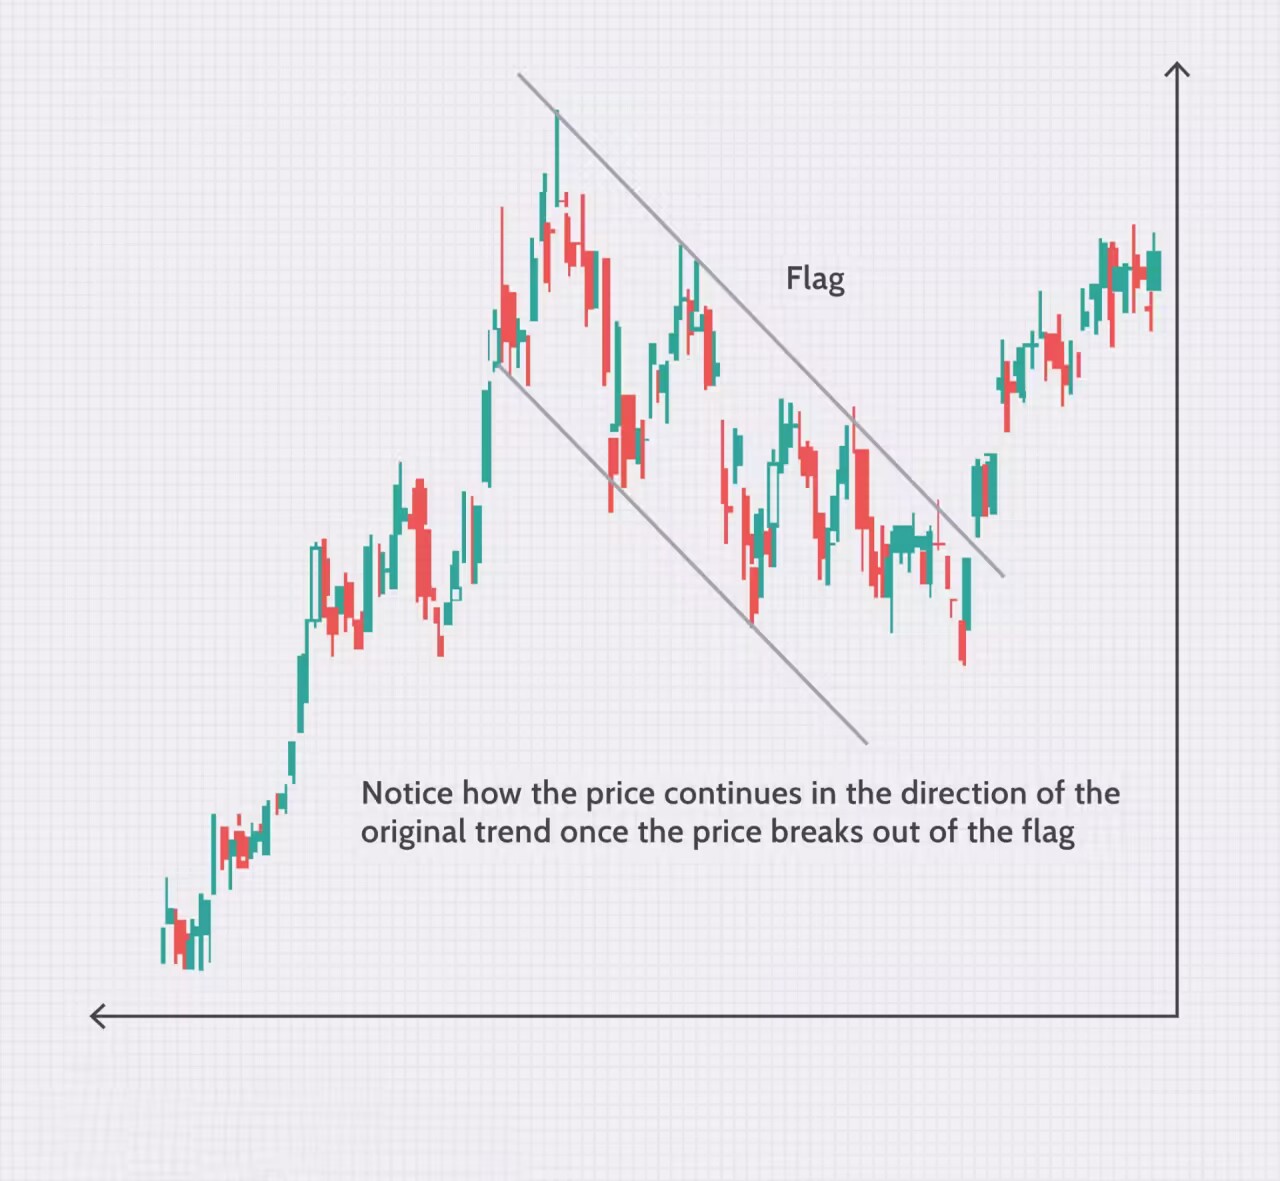 Flag
Notice how the price continues in the direction of the
original trend once the price breaks out of the flag